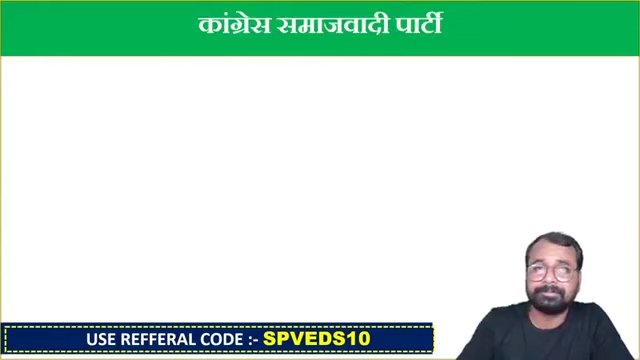 कांग्रेस समाजवादी पार्टी
USE REFFERAL CODE :- SPVEDS10